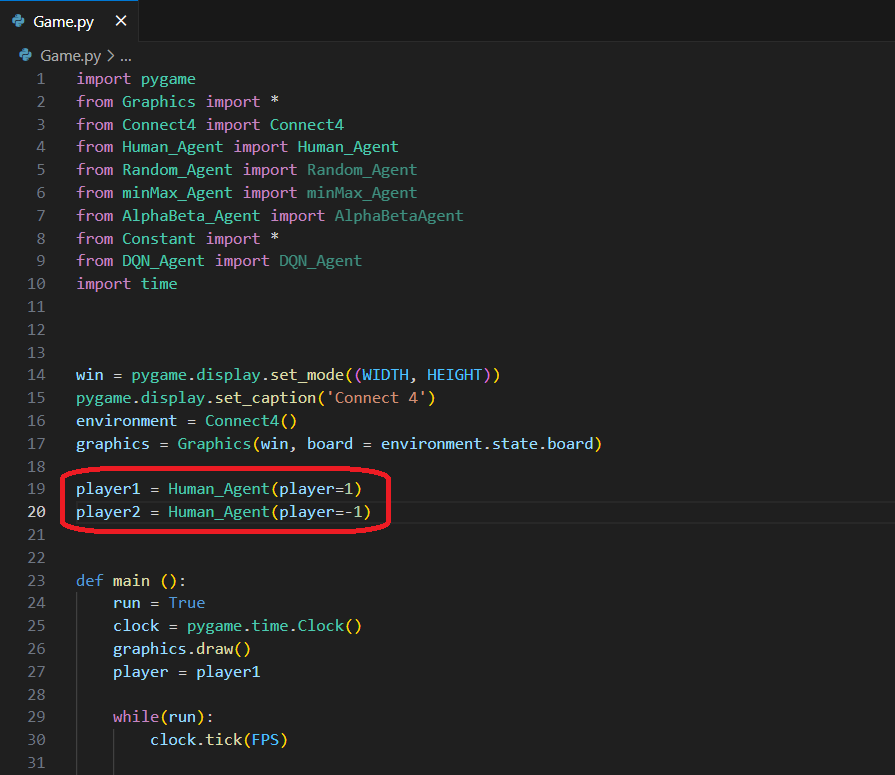 Game.py ×
Game.py > ...
1 import pygame
2 from Graphics import *
3 from Connect4 import Connect4
4 from Human_Agent import Human_Agent
5 from Random_Agent import Random_Agent
6 from minMax_Agent import minMax_Agent
7 from AlphaBeta_Agent import AlphaBetaAgent
8 from Constant import *
9 from DQN_Agent import DQN_Agent
10 import time
11
12
13
14 win = pygame.display.set_mode((WIDTH, HEIGHT))
15 pygame.display.set_caption('Connect 4')
16 environment = Connect4()
17 graphics = Graphics(win, board = environment.state.board)
18
19 player1 = Human_Agent(player=1)
20 player2 = Human_Agent(player=-1)
21
22
23 def main ():
24     run = True
25     clock = pygame.time.Clock()
26     graphics.draw()
27     player = player1
28
29     while(run):
30         clock.tick(FPS)
31